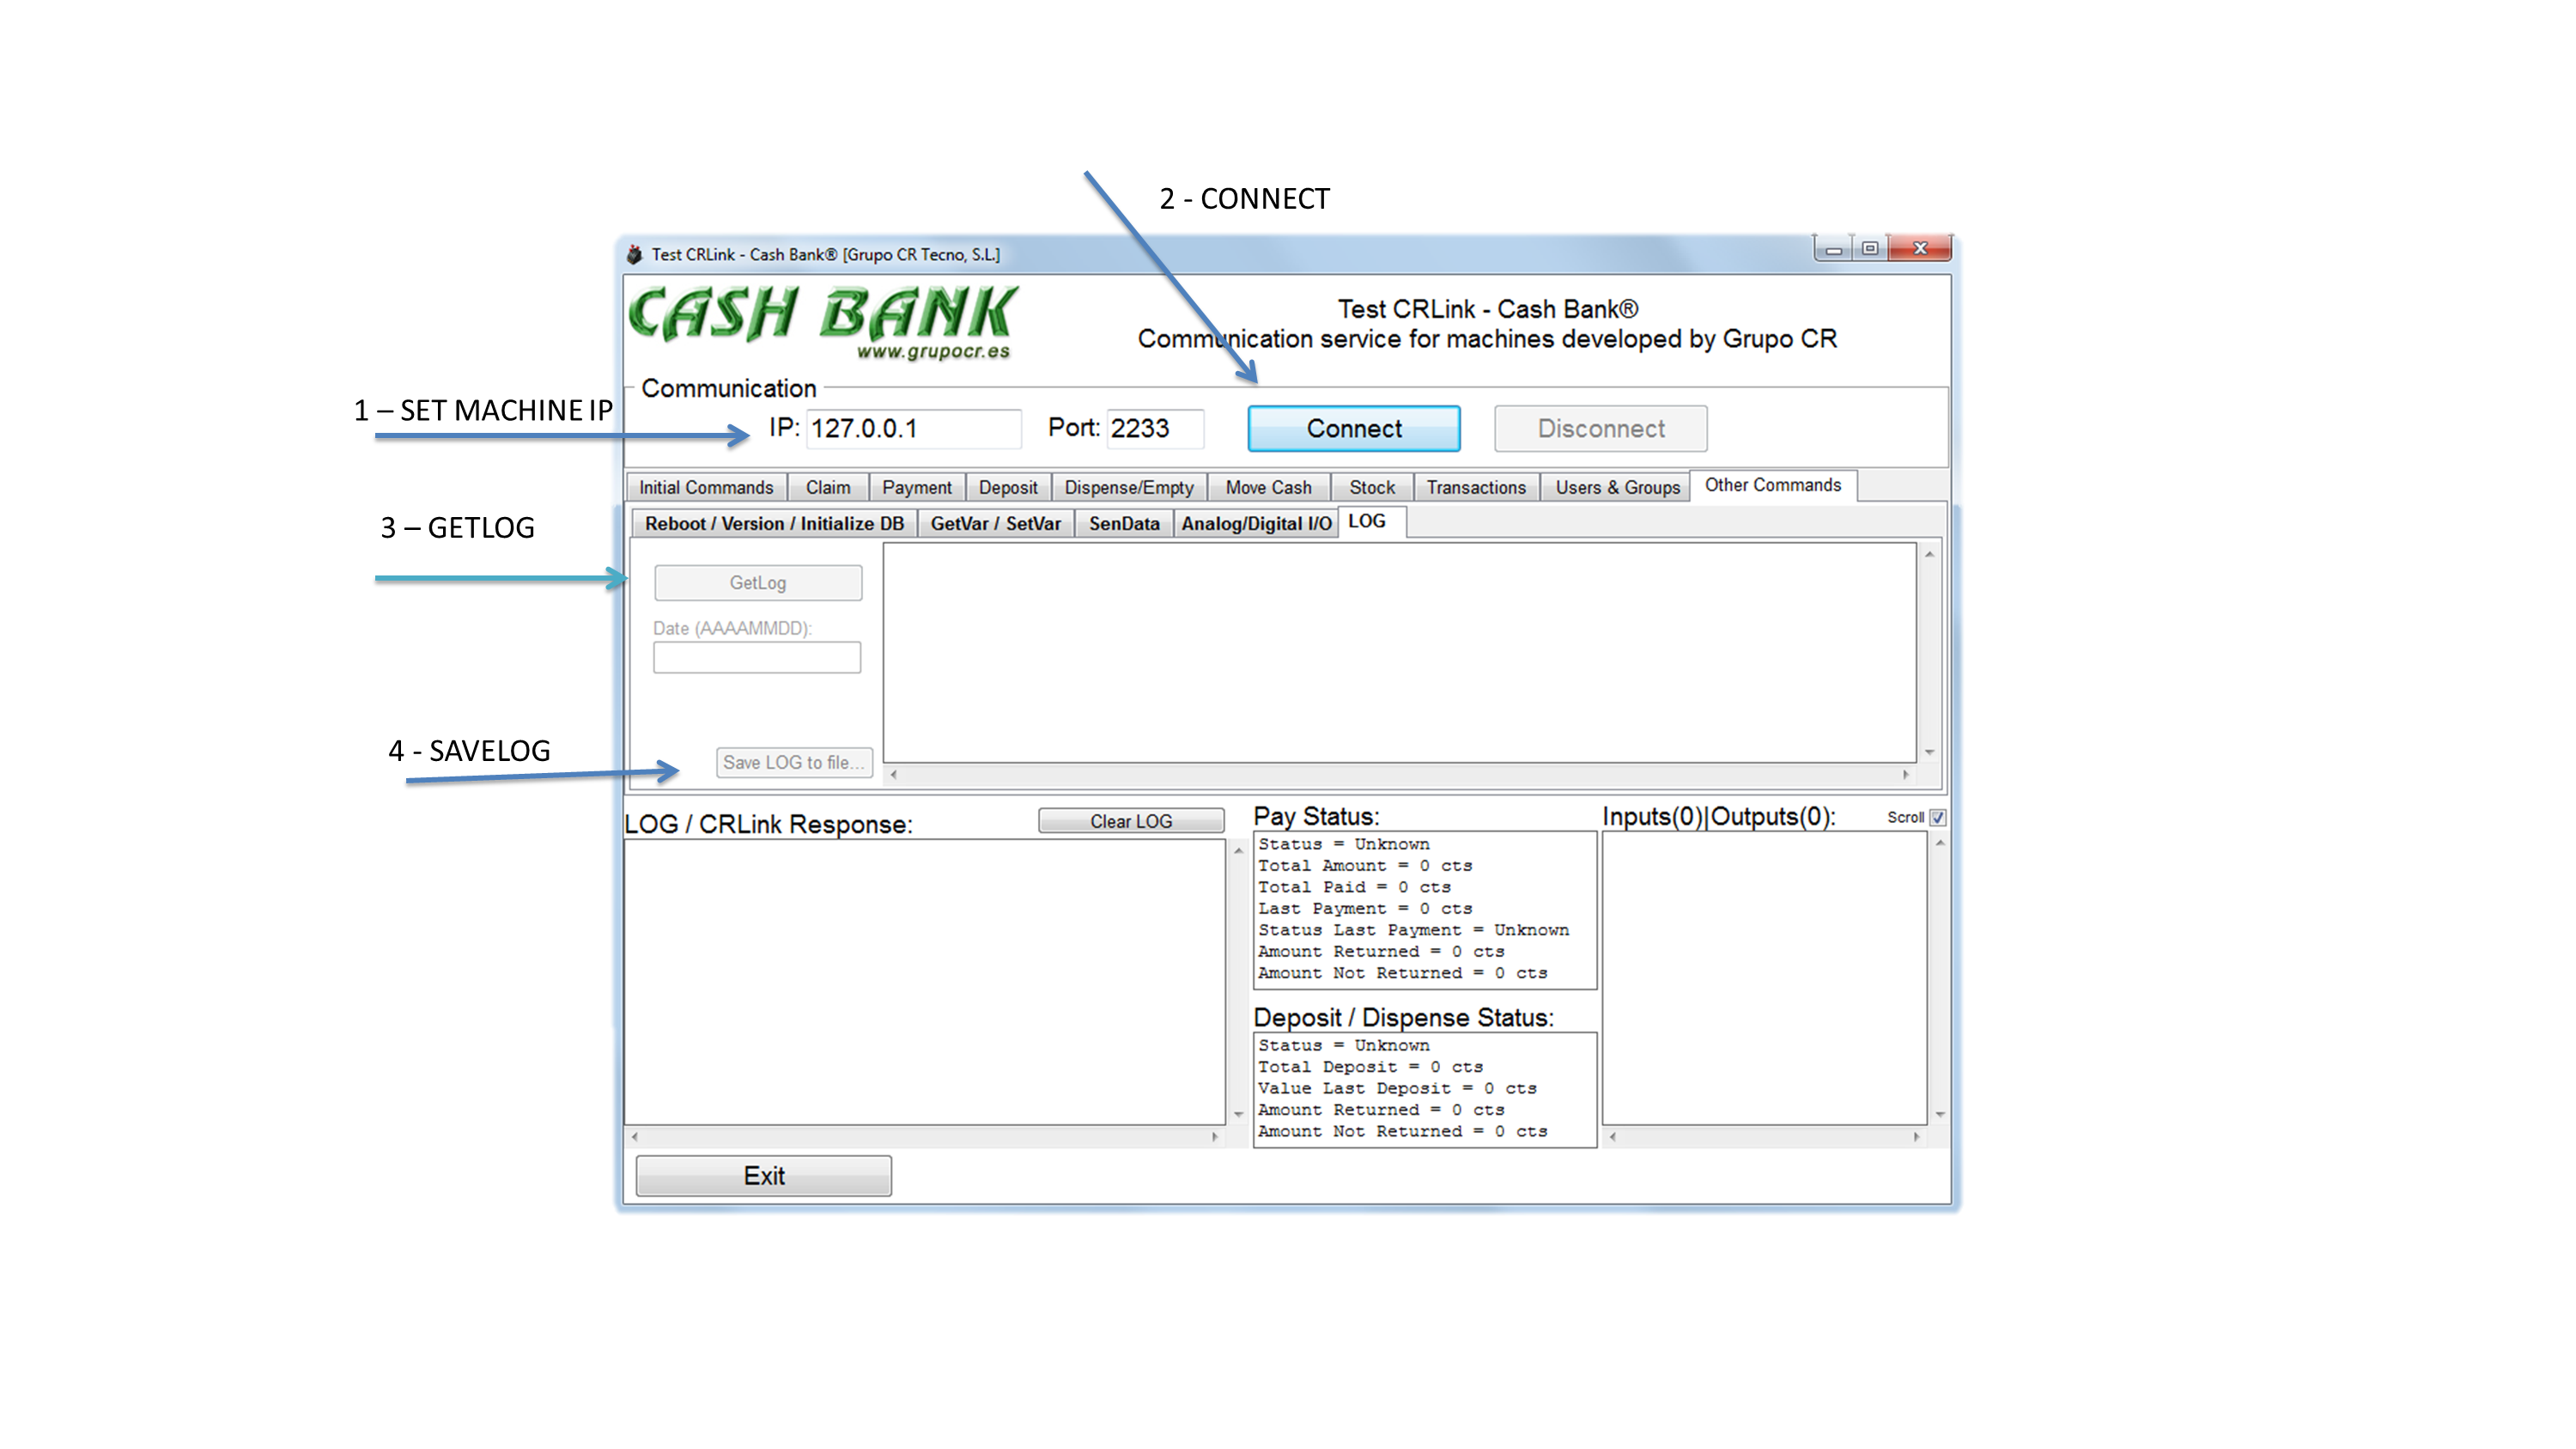 2 - CONNECT
Test CRLink - Cash Bank® [Grupo CR Tecno, S.L.]
CASH BANK
www.grupocr.es
Test CRLink - Cash Bank®
Communication service for machines developed by Grupo CR
Communication
1 – SET MACHINE IP
IP: 127.0.0.1 Port: 2233 Connect Disconnect
Initial Commands Claim Payment Deposit Dispense/Empty Move Cash Stock Transactions Users & Groups Other Commands
Reboot / Version / Initialize DB GetVar / SetVar SenData Analog/Digital I/O LOG
3 – GETLOG
GetLog
Date (AAAAMMDD):
4 - SAVELOG
Save LOG to file...
LOG / CRLink Response: Clear LOG
Pay Status:
Status = Unknown
Total Amount = 0 cts
Total Paid = 0 cts
Last Payment = 0 cts
Status Last Payment = Unknown
Amount Returned = 0 cts
Amount Not Returned = 0 cts
Deposit / Dispense Status:
Status = Unknown
Total Deposit = 0 cts
Value Last Deposit = 0 cts
Amount Returned = 0 cts
Amount Not Returned = 0 cts
Inputs(0)|Outputs(0): Scroll
Exit